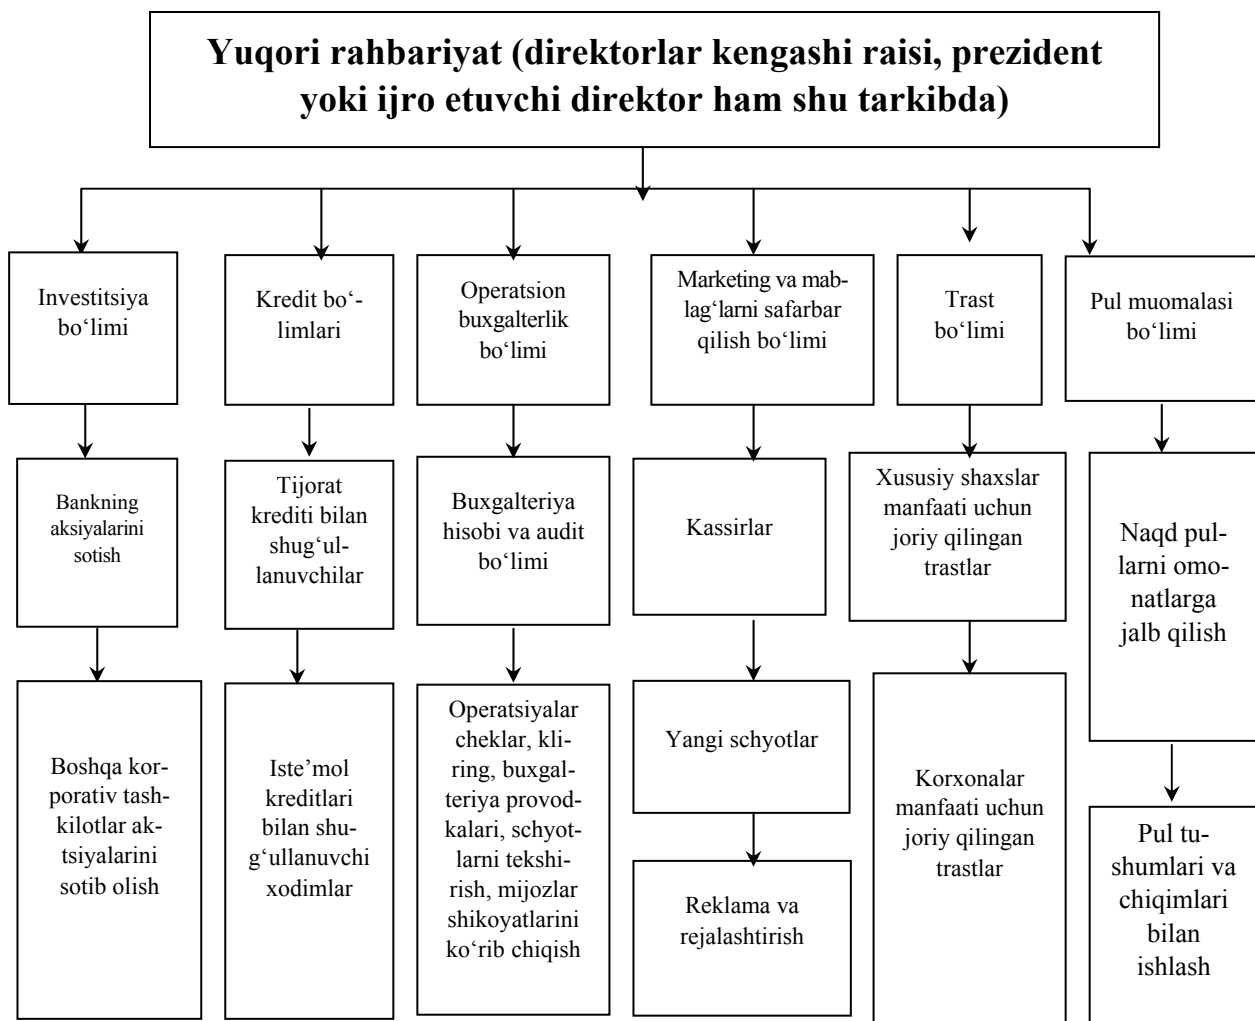 Yuqori rahbariyat (direktorlar kengashi raisi, prezident
yoki ijro etuvchi direktor ham shu tarkibda)
Investitsiya
bo‘limi
Kredit bo‘-
limlari
Operatsion
buxgalterlik
bo‘limi
Marketing va mab-
lag‘larni safarbar
qilish bo‘limi
Trast
bo‘limi
Pul muomalasi
bo‘limi
Bankning
aksiyalarini
sotish
Tijorat
krediti bilan
shug‘ul-
lanuvchilar
Buxgalteriya
hisobi va audit
bo‘limi
Kassirlar
Xususiy shaxslar
manfaati uchun
joriy qilingan
trastlar
Naqd pul-
larni omo-
natlarga
jalb qilish
Boshqa kor-
porativ tash-
kilotlar ak-
tsiyalarini
sotib olish
Iste’mol
kreditlari
bilan shu-
g‘ullanuvchi
xodimlar
Operatsiyalar
cheklar, kli-
ring, buxgal-
teriya provod-
kalari, schyot-
larni tekshi-
rish, mijozlar
shikoyatlarini
ko‘rib chiqish
Yangi schyotlar
Reklama va
rejalashtirish
Korxonalar
manfaati uchun
joriy qilingan
trastlar
Pul tu-
shumlari va
chiqimlari
bilan
ishlash